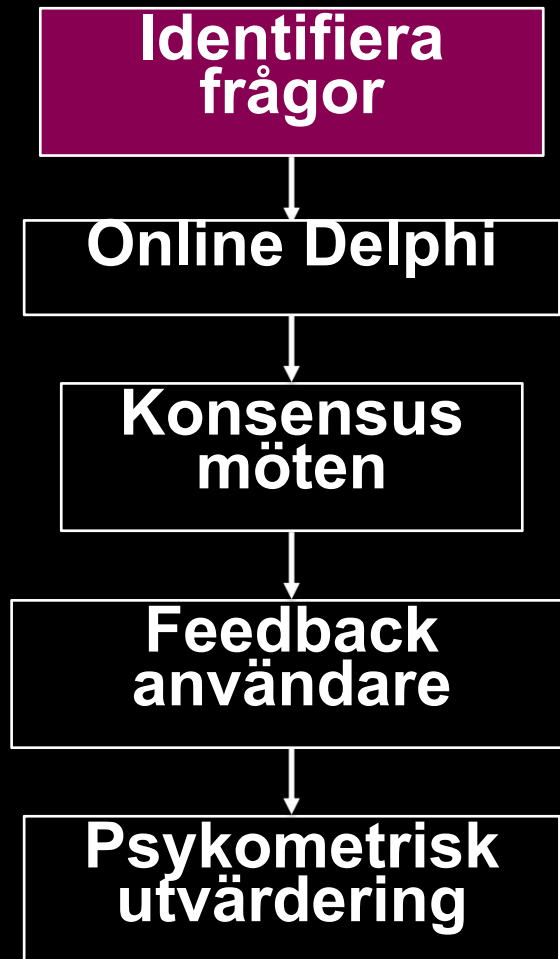 Identifiera
frågor
Online Delphi
Konsensus
möten
Feedback
användare
Psykometrisk
utvärdering